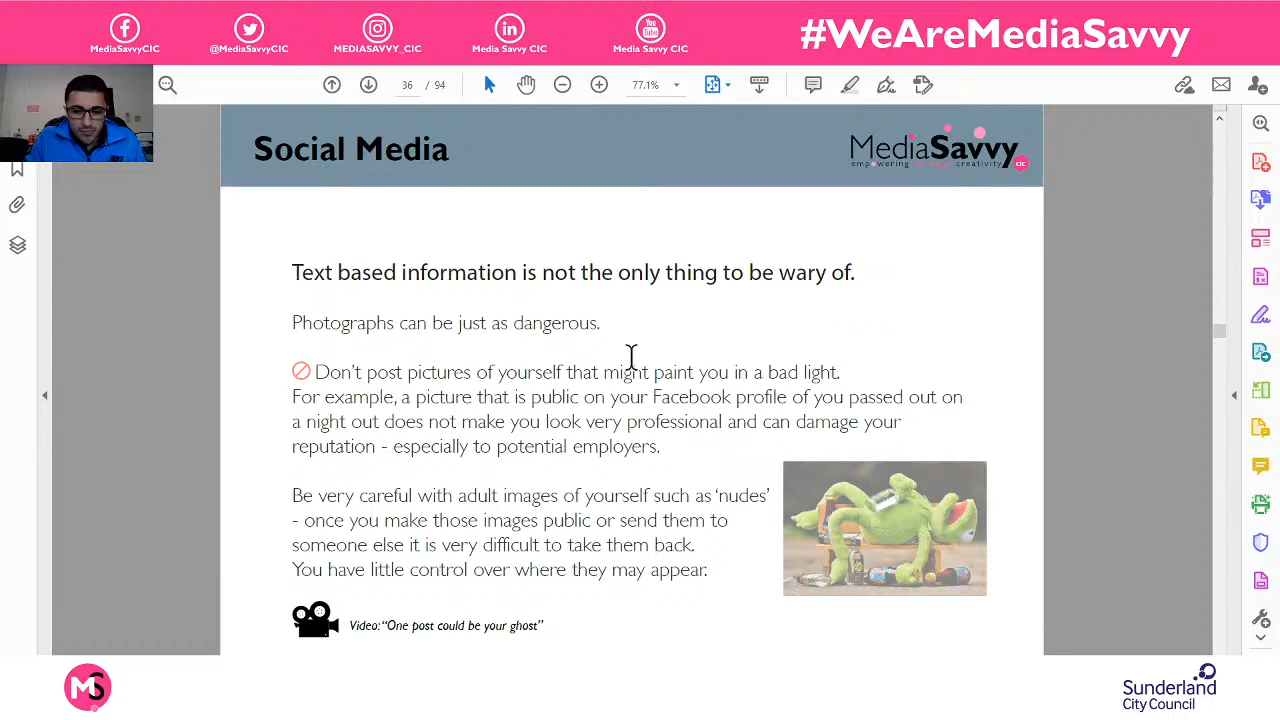 MediaSavvyCIC
@MediaSavvyCIC
MEDIASAVVY_CIC
Media Savvy CIC
You Tube
Media Savvy CIC
#WeAreMediaSavvy
36 / 94
77.1%
Social Media
MediaSavvy
empowering through creativity
CIC
Text based information is not the only thing to be wary of.
Photographs can be just as dangerous.
Don't post pictures of yourself that might paint you in a bad light.
For example, a picture that is public on your Facebook profile of you passed out on
a night out does not make you look very professional and can damage your
reputation - especially to potential employers.
Be very careful with adult images of yourself such as 'nudes'
- once you make those images public or send them to
someone else it is very difficult to take them back.
You have little control over where they may appear.
Video: "One post could be your ghost"
MS
Sunderland
City Council